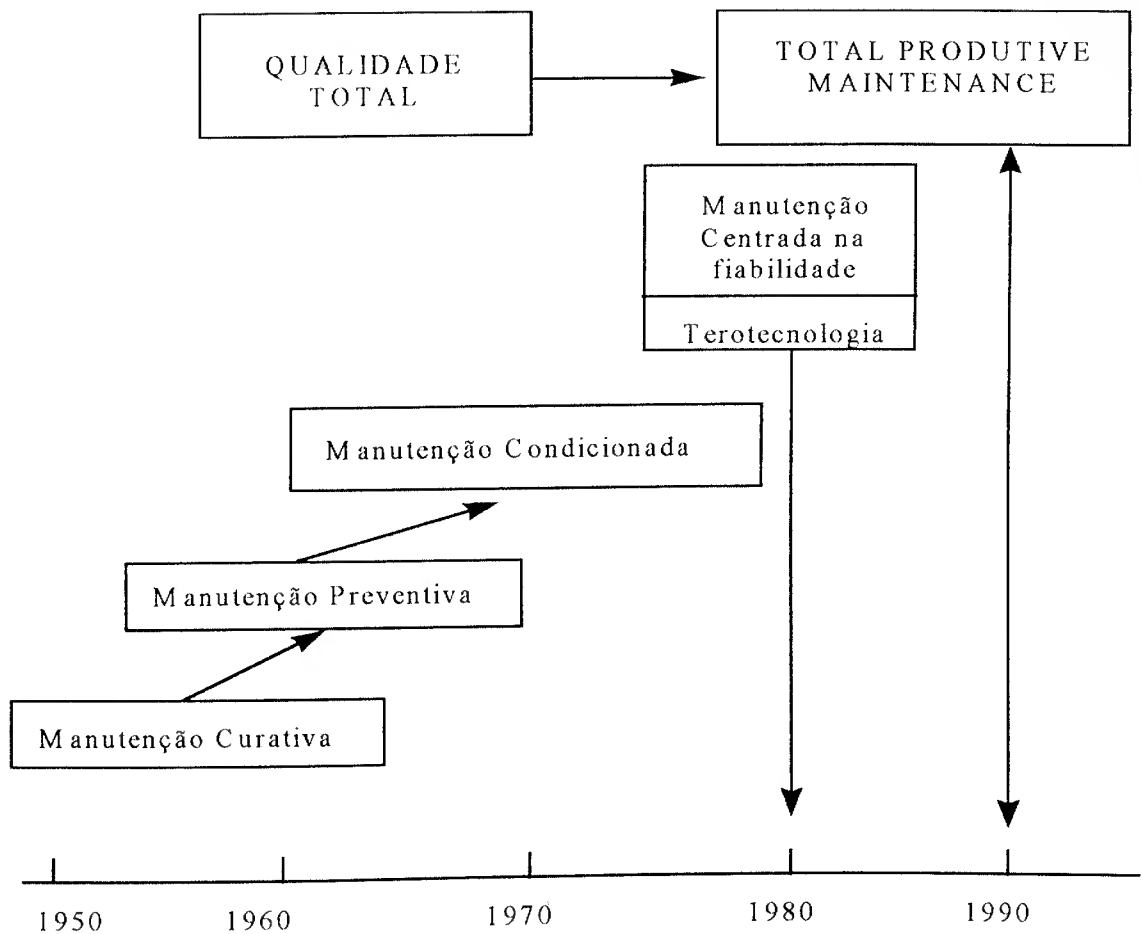 QUALIDADE
TOTAL
TOTAL PRODUTIVE
MAINTENANCE
Manutenção
Centrada na
fiabilidade
Terotecnologia
Manutenção Condicionada
Manutenção Preventiva
Manutenção Curativa
1950 1960 1970 1980 1990